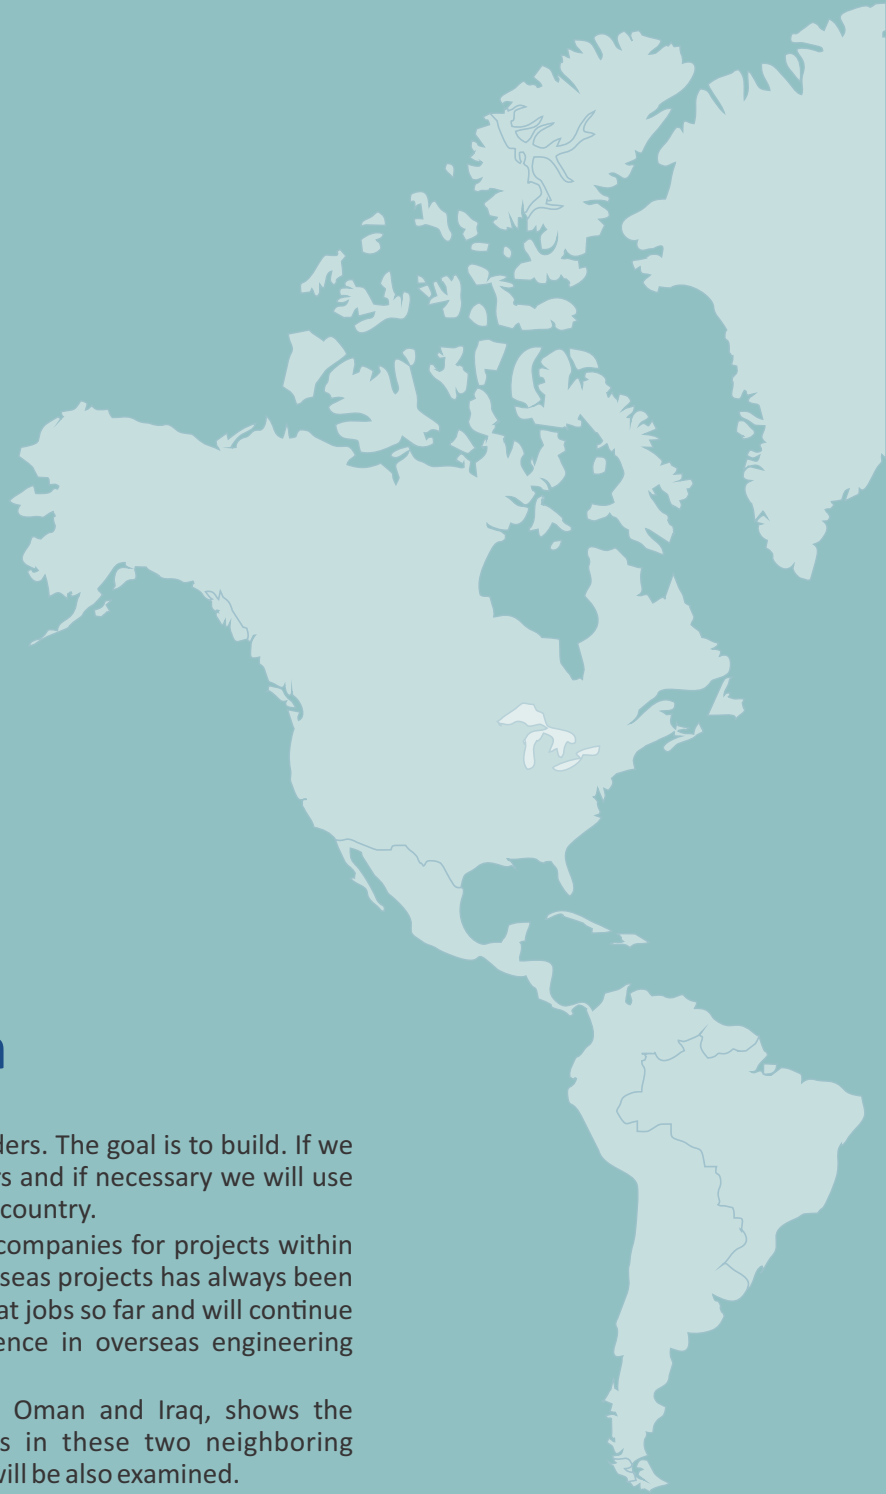 ders. The goal is to build. If we
rs and if necessary we will use
country.
companies for projects within
seas projects has always been
at jobs so far and will continue
ence in overseas engineering
Oman and Iraq, shows the
s in these two neighboring
will be also examined.